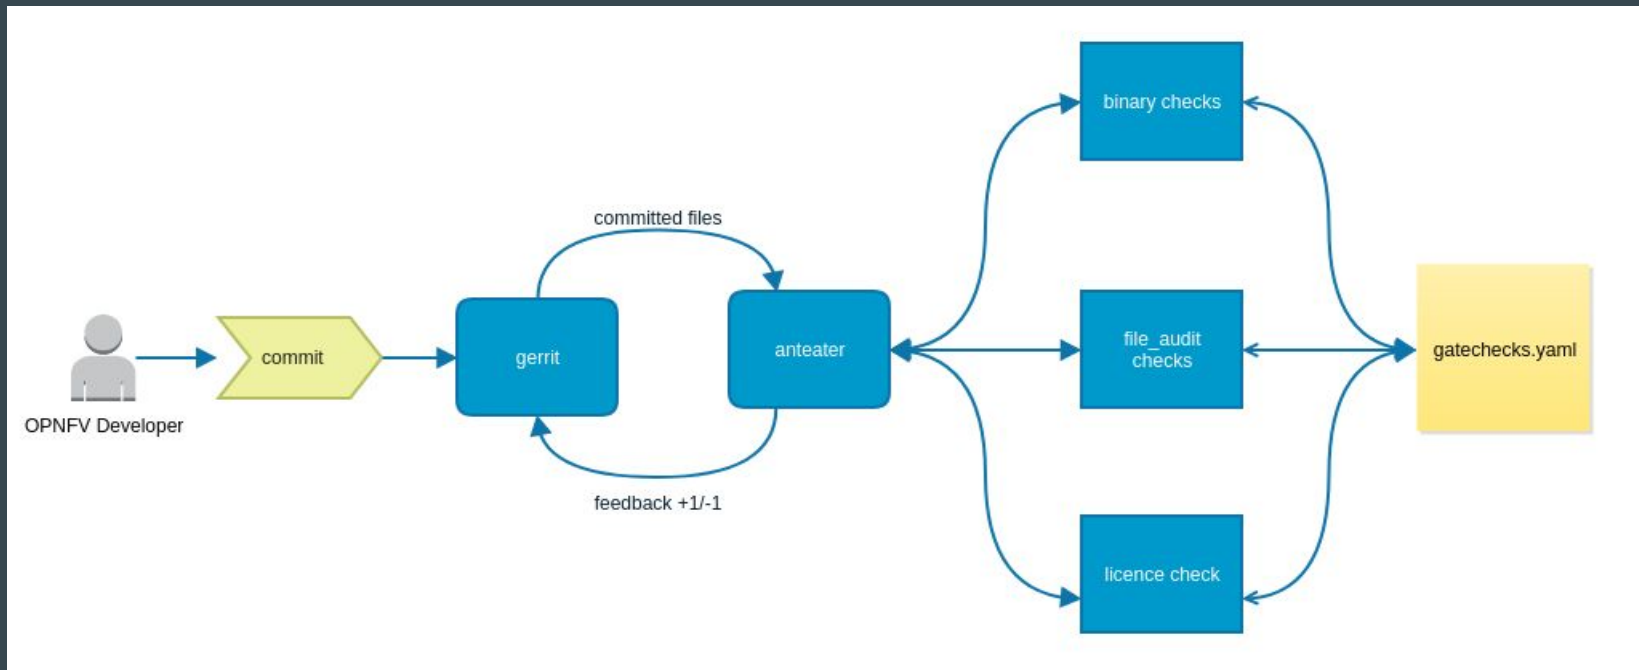 OPNFV Developer
commit
gerrit
committed files
feedback +1/-1
anteater
binary checks
file_audit
checks
licence check
gatechecks.yaml